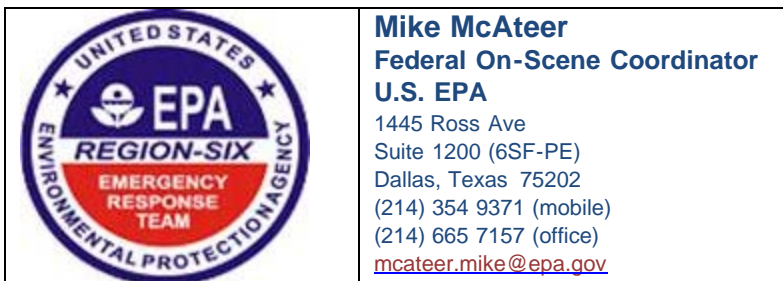 UNITED STATES
ENVIRONMENTAL PROTECTION AGENCY
EPA
REGION-SIX
EMERGENCY
RESPONSE
TEAM
Mike McAteer
Federal On-Scene Coordinator
U.S. EPA
1445 Ross Ave
Suite 1200 (6SF-PE)
Dallas, Texas 75202
(214) 354 9371 (mobile)
(214) 665 7157 (office)
mcateer.mike@epa.gov